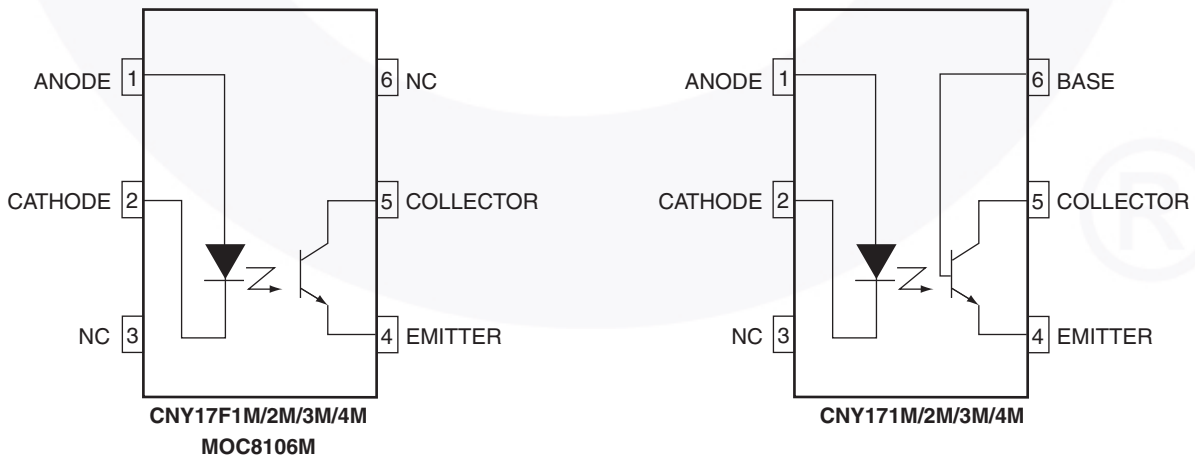 ANODE 1
6 NC
CATHODE 2
5 COLLECTOR
NC 3
4 EMITTER
CNY17F1M/2M/3M/4M
MOC8106M
ANODE 1
6 BASE
CATHODE 2
5 COLLECTOR
NC 3
4 EMITTER
CNY171M/2M/3M/4M
®